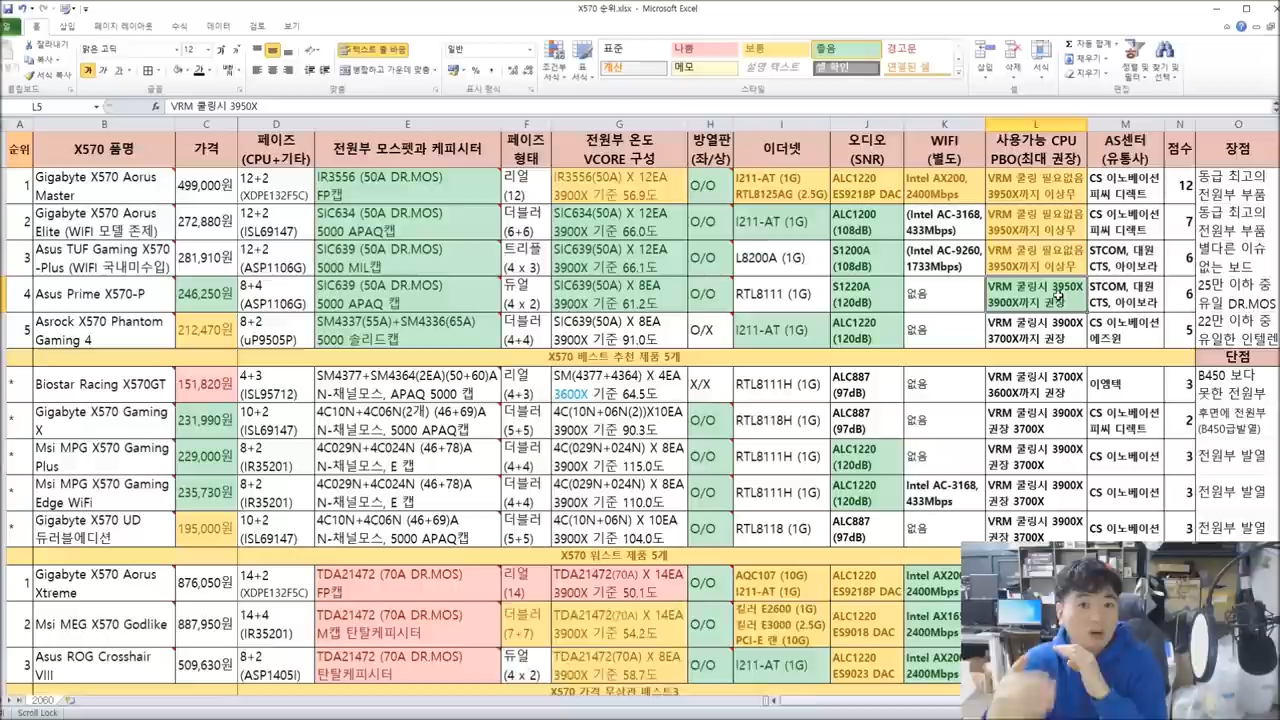 X570 순위.xlsx - Microsoft Excel
일 홈 삽입 페이지 레이아웃 수식 데이터 검토 보기
잘라내기
복사
서식 복사
맑은 고딕 12
텍스트 줄 바꿈
병합하고 가운데 맞춤
일반
조건부 서식 표 서식
표준 나쁨 보통 좋음 경고문
계산 메모 설명 텍스트 셀 확인 연결된 셀
삽입 삭제 서식
자동 합계
채우기
지우기
정렬 및 필터 찾기 및 선택
클립보드 글꼴 맞춤 표시 형식 스타일 셀 편집
L5 fx VRM 쿨링시 3950X
A B C D E F G H I J K L M N O
순위 X570 품명 가격 페이즈 (CPU+기타) 전원부 모스펫과 케피시터 페이즈 형태 전원부 온도 VCORE 구성 방열판 (좌/상) 이더넷 오디오 (SNR) WIFI (별도) 사용가능 CPU PBO(최대 권장) AS센터 (유통사) 점수 장점
1 Gigabyte X570 Aorus Master 499,000원 12+2 (XDPE132F5C) IR3556 (50A DR.MOS) FP캡 리얼 (12) IR3556(50A) X 12EA 3900X 기준 56.9도 O/O I211-AT (1G) RTL8125AG (2.5G) ALC1220 ES9218P DAC Intel AX200, 2400Mbps VRM 쿨링 필요없음 3950X까지 이상무 CS 이노베이션 피씨 디렉트 12 동급 최고의 전원부 부품
2 Gigabyte X570 Aorus Elite (WIFI 모델 존재) 272,880원 12+2 (ISL69147) SIC634 (50A DR.MOS) 5000 APAQ캡 더블러 (6+6) SIC634(50A) X 12EA 3900X 기준 66.0도 O/O I211-AT (1G) ALC1200 (108dB) (Intel AC-3168, 433Mbps) VRM 쿨링 필요없음 3950X까지 이상무 CS 이노베이션 피씨 디렉트 7 동급 최고의 전원부 부품
3 Asus TUF Gaming X570 -Plus (WIFI 국내미수입) 281,910원 12+2 (ASP1106G) SIC639 (50A DR.MOS) 5000 MIL캡 트리플 (4 x 3) SIC639(50A) X 12EA 3900X 기준 66.1도 O/O L8200A (1G) S1200A (108dB) (Intel AC-9260, 1733Mbps) VRM 쿨링 필요없음 3950X까지 이상무 STCOM, 대원 CTS, 아이보라 6 별다른 이슈 없는 보드
4 Asus Prime X570-P 246,250원 8+4 (ASP1106G) SIC639 (50A DR.MOS) 5000 APAQ 캡 듀얼 (4 x 2) SIC639(50A) X 8EA 3900X 기준 61.2도 O/O RTL8111 (1G) S1220A (120dB) 없음 VRM 쿨링시 3950X 3900X까지 권장 STCOM, 대원 CTS, 아이보라 6 25만 이하 중 유일 DR.MOS
5 Asrock X570 Phantom Gaming 4 212,470원 8+2 (uP9505P) SM4337(55A)+SM4336(65A) 5000 솔리드캡 더블러 (4+4) SIC639(50A) X 8EA 3900X 기준 91.0도 O/X I211-AT (1G) ALC1220 (120dB) 없음 VRM 쿨링시 3900X 3700X까지 권장 CS 이노베이션 에즈윈 5 22만 이하 중 유일한 인텔렌
X570 베스트 추천 제품 5개 단점
* Biostar Racing X570GT 151,820원 4+3 (ISL95712) SM4377+SM4364(2EA)(50+60)A N-채널모스, APAQ 5000 캡 리얼 (4+3) SM(4377+4364) X 4EA 3600X 기준 64.5도 X/X RTL8111H (1G) ALC887 (97dB) 없음 VRM 쿨링시 3700X 3600X까지 권장 이엠텍 3 B450 보다 못한 전원부
* Gigabyte X570 Gaming X 231,990원 10+2 (ISL69147) 4C10N+4C06N(2개) (46+69)A N-채널모스, 5000 APAQ캡 더블러 (5+5) 4C(10N+06N(2))X10EA 3900X 기준 90.3도 O/O RTL8118H (1G) ALC887 (97dB) 없음 VRM 쿨링시 3900X 권장 3700X CS 이노베이션 피씨 디렉트 2 후면에 전원부 (B450급발열)
* Msi MPG X570 Gaming Plus 229,000원 8+2 (IR35201) 4C029N+4C024N (46+78)A N-채널모스, E 캡 더블러 (4+4) 4C(029N+024N) X 8EA 3900X 기준 115.0도 O/O RTL8111H (1G) ALC1220 (120dB) 없음 VRM 쿨링시 3900X 권장 3700X CS 이노베이션 3 전원부 발열
* Msi MPG X570 Gaming Edge WiFi 235,730원 8+2 (IR35201) 4C029N+4C024N (46+78)A N-채널모스, E 캡 더블러 (4+4) 4C(029N+024N) X 8EA 3900X 기준 110.0도 O/O RTL8111H (1G) ALC1220 (120dB) Intel AC-3168, 433Mbps VRM 쿨링시 3900X 권장 3700X CS 이노베이션 3 전원부 발열
* Gigabyte X570 UD 듀러블에디션 195,000원 10+2 (ISL69147) 4C10N+4C06N (46+69)A N-채널모스, 5000 APAQ캡 더블러 (5+5) 4C(10N+06N) X 10EA 3900X 기준 104.0도 O/O RTL8118 (1G) ALC887 (97dB) 없음 VRM 쿨링시 3900X 권장 3700X CS 이노베이션 3 전원부 발열
X570 워스트 제품 5개
1 Gigabyte X570 Aorus Xtreme 876,050원 14+2 (XDPE132F5C) TDA21472 (70A DR.MOS) FP캡 리얼 (14) TDA21472(70A) X 14EA 3900X 기준 50.1도 O/O AQC107 (10G) I211-AT (1G) ALC1220 ES9218P DAC Intel AX200 2400Mbps
2 Msi MEG X570 Godlike 887,950원 14+4 (IR35201) TDA21472 (70A DR.MOS) M캡 탄탈케피시터 더블러 (7+7) TDA21472(70A) X 14EA 3900X 기준 54.2도 O/O 킬러 E2600 (1G) 킬러 E3000 (2.5G) PCI-E 랜 (10G) ALC1220 ES9018 DAC Intel AX16 2400Mbps
3 Asus ROG Crosshair VIII 509,630원 8+2 (ASP1405I) TDA21472 (70A DR.MOS) 탄탈케피시터 듀얼 (4 x 2) TDA21472(70A) X 8EA 3900X 기준 58.7도 O/O I211-AT (1G) ALC1220 ES9023 DAC Intel AX20 2400Mbps
X570 가격 무상관 베스트3
2060
Scroll Lock